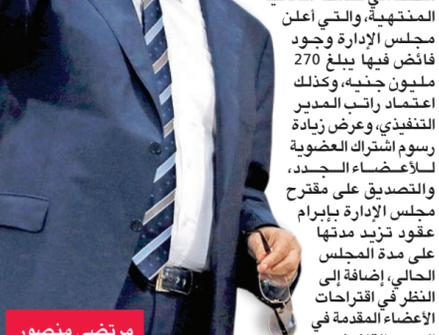 المنتهية، والتي أعلن
مجلس الإدارة وجود
فائض فيها يبلغ 270
مليون جنيه، وكذلك
اعتماد راتب المدير
التنفيذي، وعرض زيادة
رسوم اشتراك العضوية
للأعضاء الجدد،
والتصديق على مقترح
مجلس الإدارة بإبرام
عقود تزيد مدتها
على مدة المجلس
الحالي، إضافة إلى
النظر في اقتراحات
الأعضاء المقدمة في
مرتضى منصور